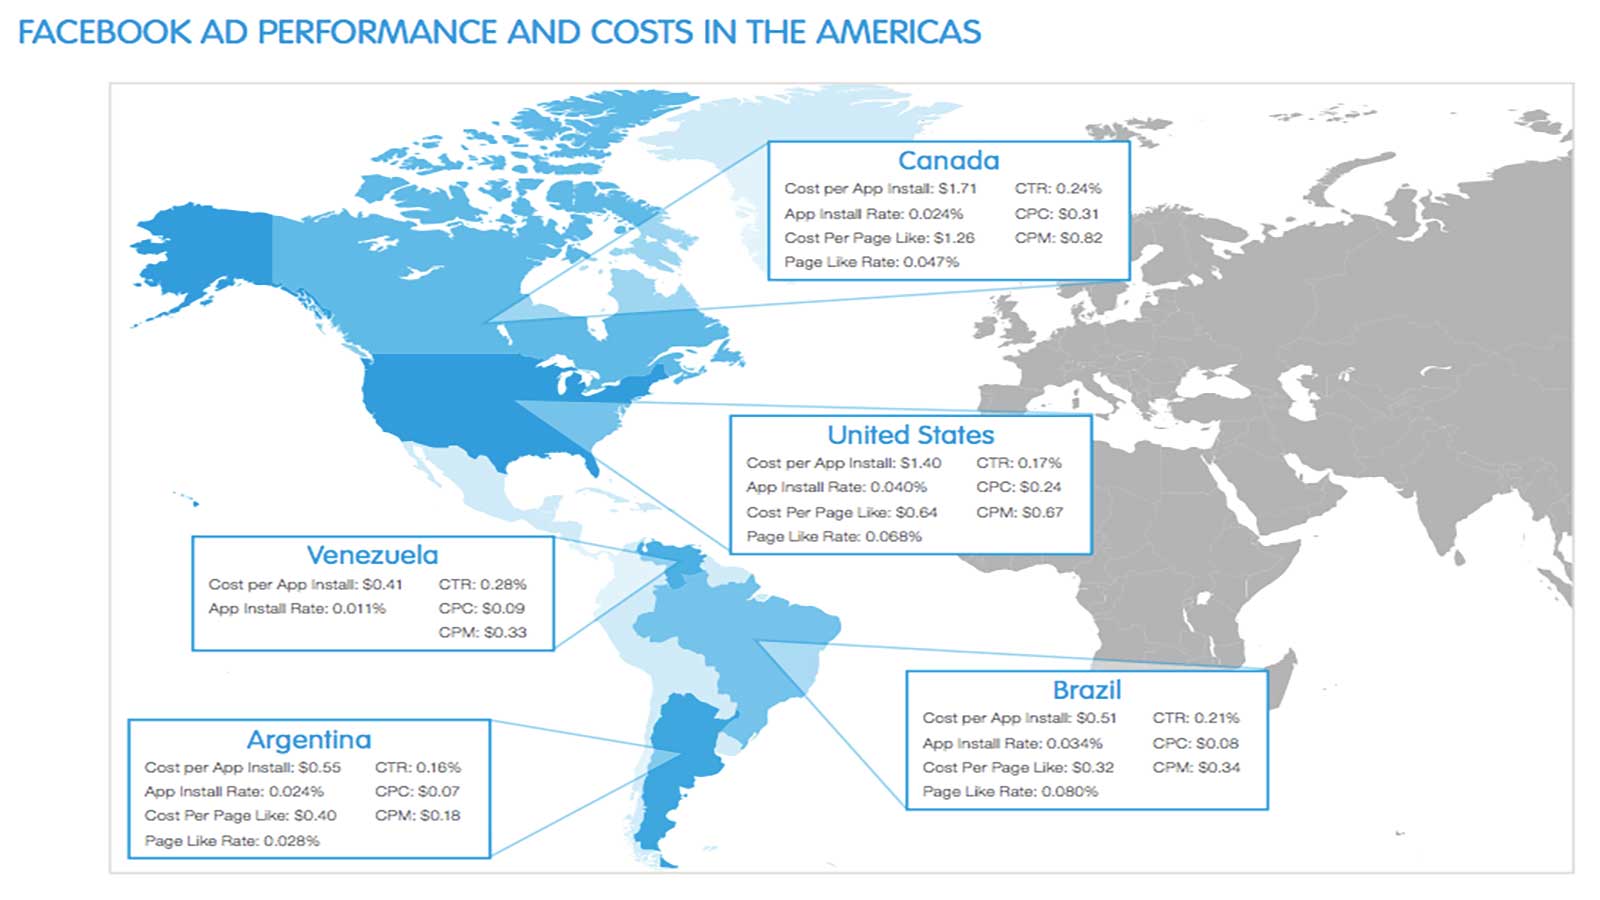 FACEBOOK AD PERFORMANCE AND COSTS IN THE AMERICAS
Canada
Cost per App Install: $1.71 CTR: 0.24%
App Install Rate: 0.024% CPC: $0.31
Cost Per Page Like: $1.26 CPM: $0.82
Page Like Rate: 0.047%
United States
Cost per App Install: $1.40 CTR: 0.17%
App Install Rate: 0.040% CPC: $0.24
Cost Per Page Like: $0.64 CPM: $0.67
Page Like Rate: 0.068%
Venezuela
Cost per App Install: $0.41 CTR: 0.28%
App Install Rate: 0.011% CPC: $0.09
CPM: $0.33
Brazil
Cost per App Install: $0.51 CTR: 0.21%
App Install Rate: 0.034% CPC: $0.08
Cost Per Page Like: $0.32 CPM: $0.34
Page Like Rate: 0.080%
Argentina
Cost per App Install: $0.55 CTR: 0.16%
App Install Rate: 0.024% CPC: $0.07
Cost Per Page Like: $0.40 CPM: $0.18
Page Like Rate: 0.028%